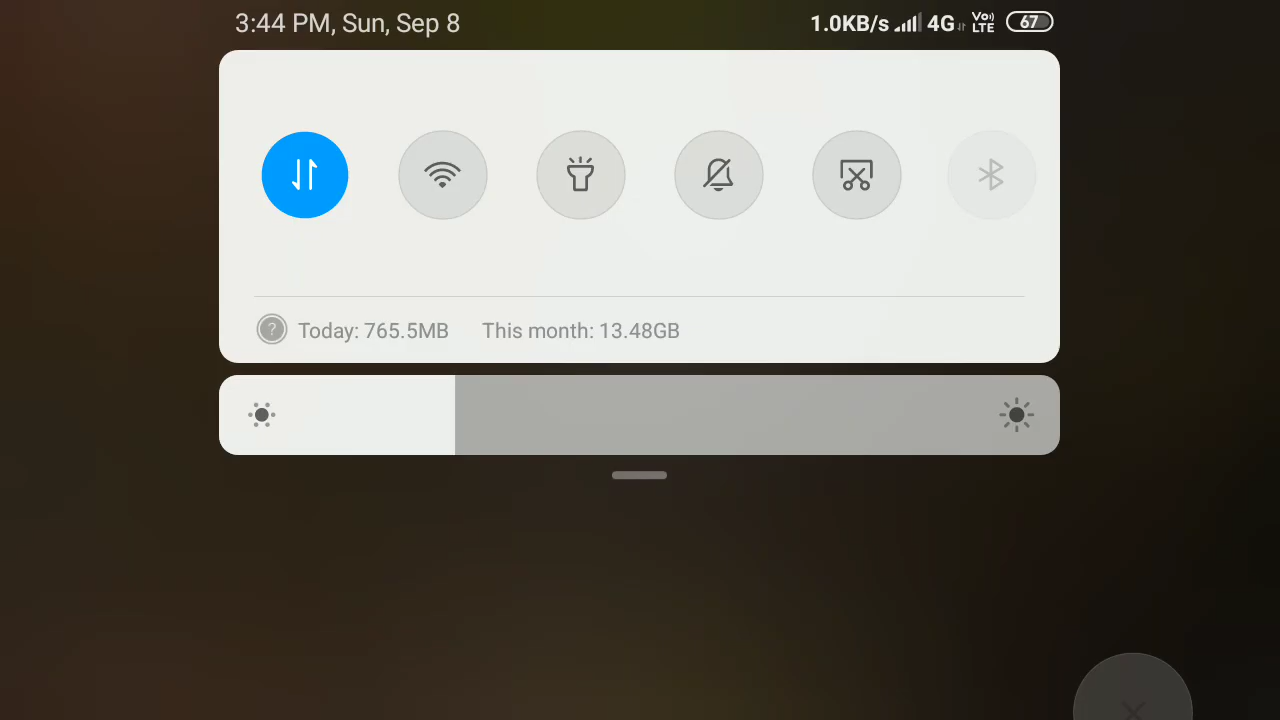 3:44 PM, Sun, Sep 8 1.0KB/s 4G Vo) LTE 67
? Today: 765.5MB This month: 13.48GB